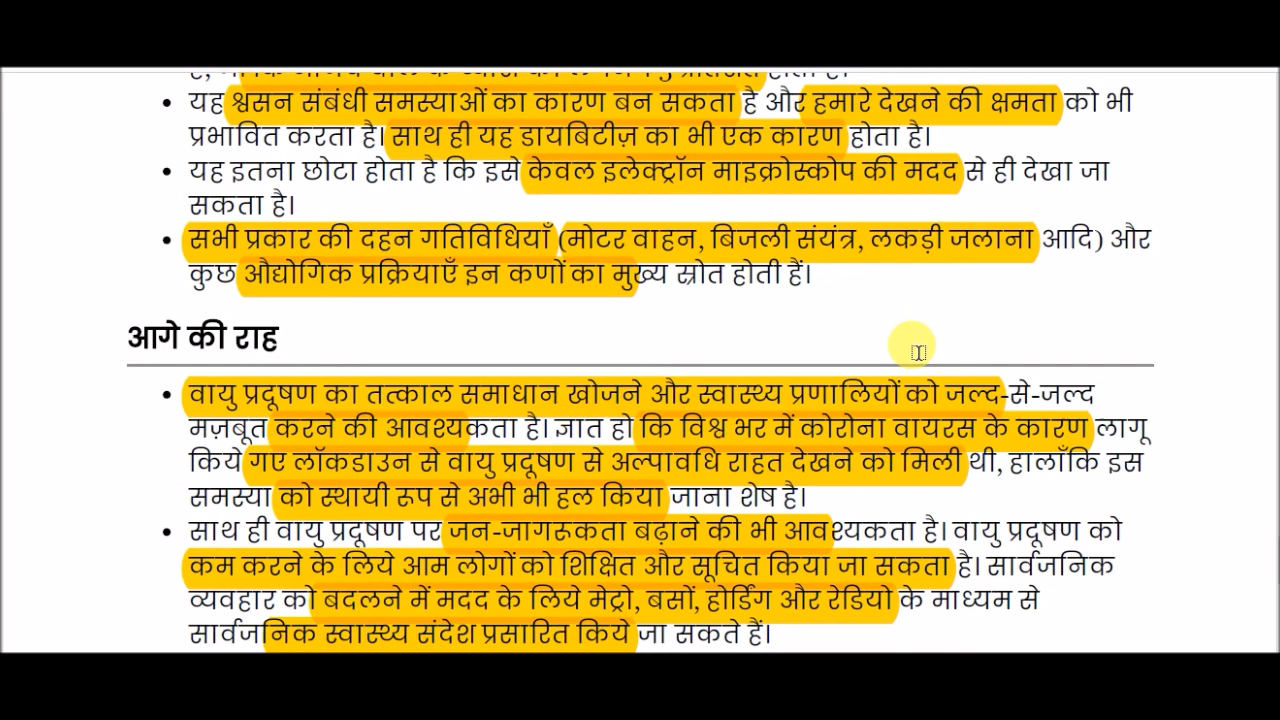 यह श्वसन संबंधी समस्याओं का कारण बन सकता है और हमारे देखने की क्षमता को भी
प्रभावित करता है। साथ ही यह डायबिटीज़ का भी एक कारण होता है।
यह इतना छोटा होता है कि इसे केवल इलेक्ट्रॉन माइक्रोस्कोप की मदद से ही देखा जा
सकता है।
सभी प्रकार की दहन गतिविधियाँ (मोटर वाहन, बिजली संयंत्र, लकड़ी जलाना आदि) और
कुछ औद्योगिक प्रक्रियाएँ इन कणों का मुख्य स्रोत होती हैं।
आगे की राह
वायु प्रदूषण का तत्काल समाधान खोजने और स्वास्थ्य प्रणालियों को जल्द-से-जल्द
मज़बूत करने की आवश्यकता है। ज्ञात हो कि विश्व भर में कोरोना वायरस के कारण लागू
किये गए लॉकडाउन से वायु प्रदूषण से अल्पावधि राहत देखने को मिली थी, हालाँकि इस
समस्या को स्थायी रूप से अभी भी हल किया जाना शेष है।
साथ ही वायु प्रदूषण पर जन-जागरूकता बढ़ाने की भी आवश्यकता है। वायु प्रदूषण को
कम करने के लिये आम लोगों को शिक्षित और सूचित किया जा सकता है। सार्वजनिक
व्यवहार को बदलने में मदद के लिये मेट्रो, बसों, होर्डिंग और रेडियो के माध्यम से
सार्वजनिक स्वास्थ्य संदेश प्रसारित किये जा सकते हैं।